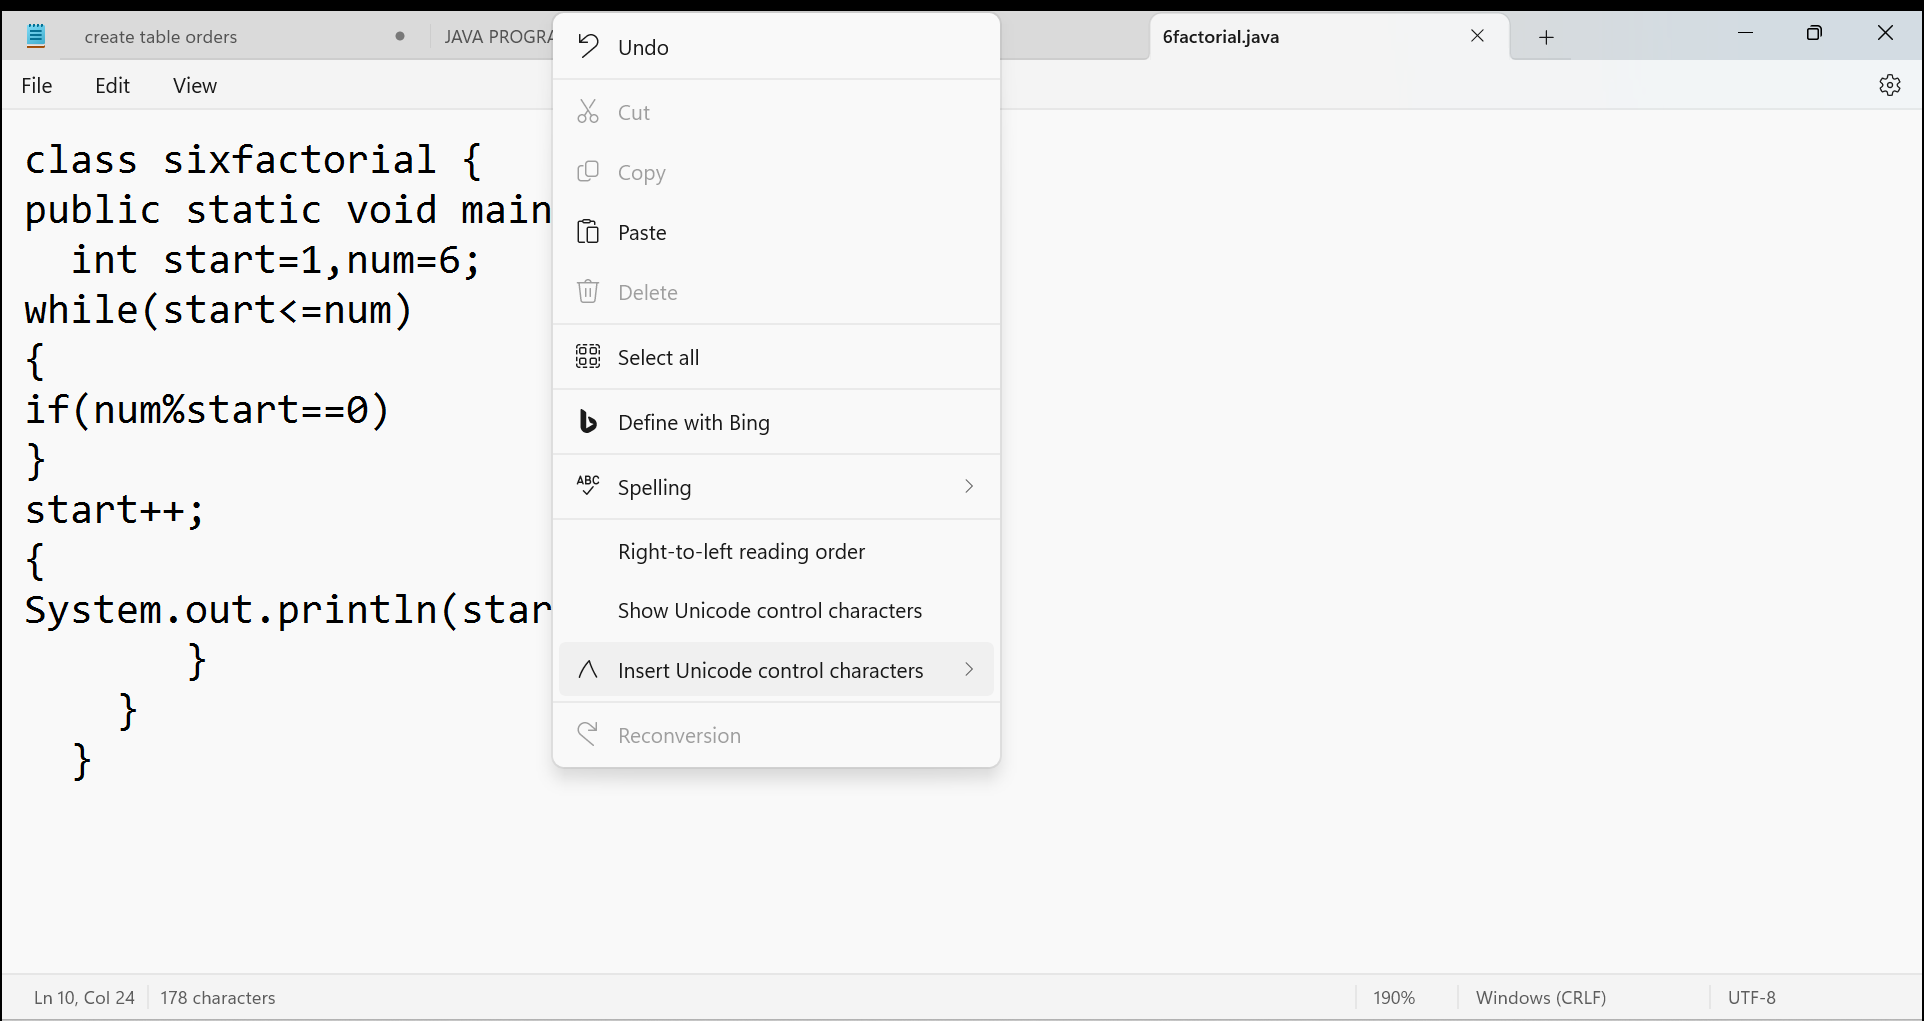 create table orders
JAVA PROGRA
6factorial.java
File Edit View
class sixfactorial {
public static void main
int start=1,num=6;
while(start<=num)
{
if(num%start==0)
}
start++;
{
System.out.println(star
}
}
}
Undo
Cut
Copy
Paste
Delete
Select all
Define with Bing
ABC
Spelling
Right-to-left reading order
Show Unicode control characters
Insert Unicode control characters
Reconversion
Ln 10, Col 24 178 characters 190% Windows (CRLF) UTF-8